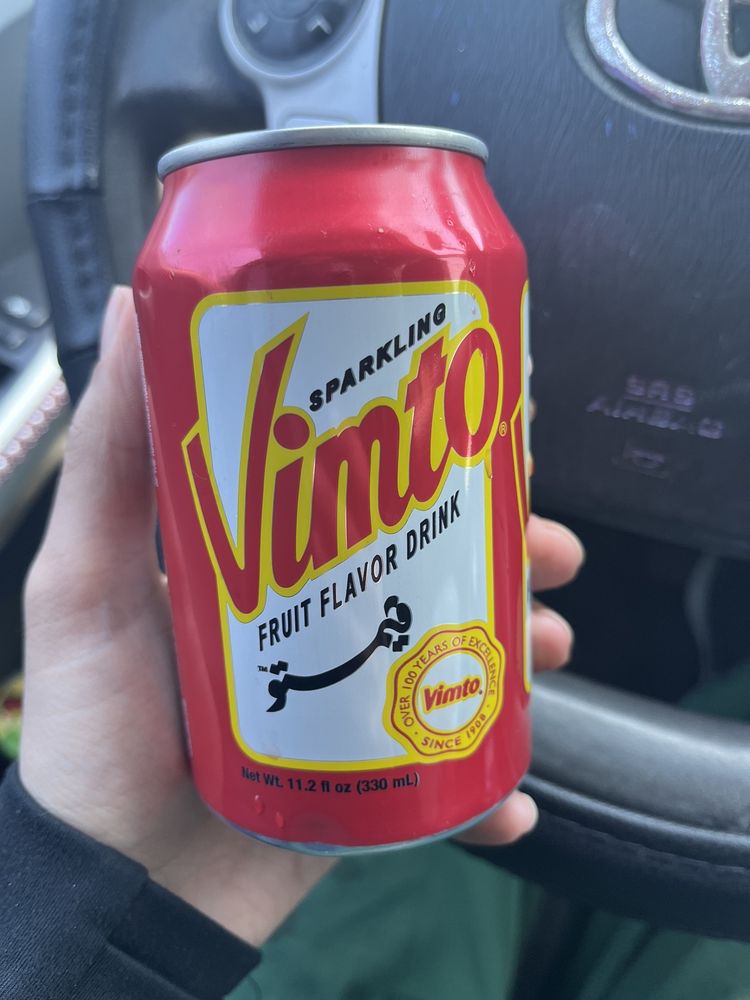 SPARKLING
Vimto®
FRUIT FLAVOR DRINK
فيمتو
™
OVER 100 YEARS OF EXCELLENCE
Vimto.
· SINCE 1908 ·
Net Wt. 11.2 fl oz (330 mL)
SRS
AIRBAG